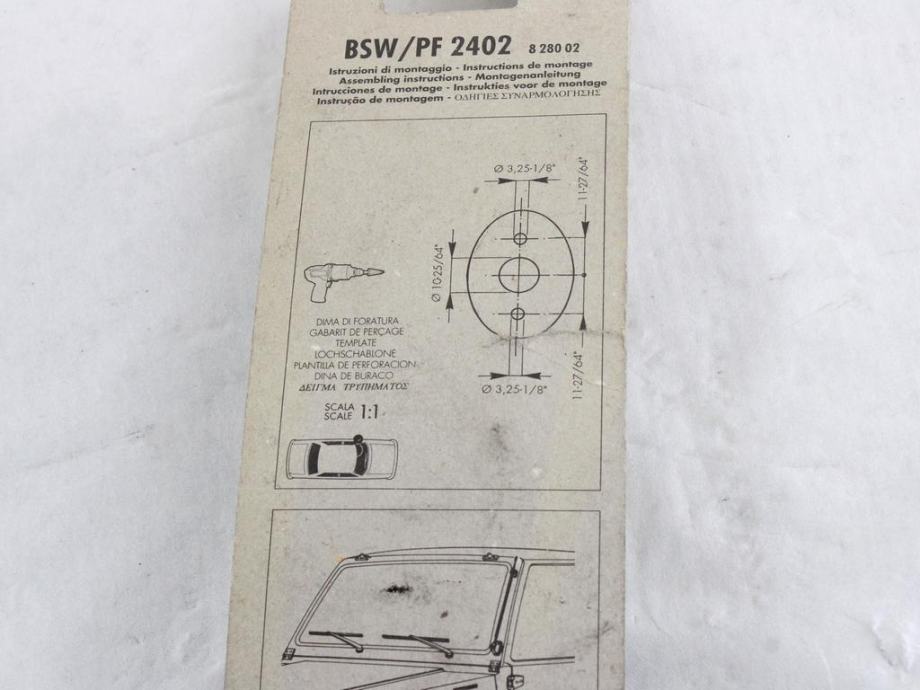 BSW/PF 2402 8 280 02
Istruzioni di montaggio - Instructions de montage
Assembling instructions - Montagenanleitung
Intrucciones de montage - Instrukties voor de montage
Instrução de montagem - ΟΔΗΓΙΕΣ ΣΥΝΑΡΜΟΛΟΓΗΣΗΣ
Ø 3,25-1/8"
11-27/64"
Ø 10-25/64"
DIMA DI FORATURA
GABARIT DE PERÇAGE
TEMPLATE
LOCHSCHABLONE
PLANTILLA DE PERFORACION
DINA DE BURACO
ΔΕΙΓΜΑ ΤΡΥΠΗΜΑΤΟΣ
11-27/64"
Ø 3,25-1/8"
SCALA
SCALE 1:1